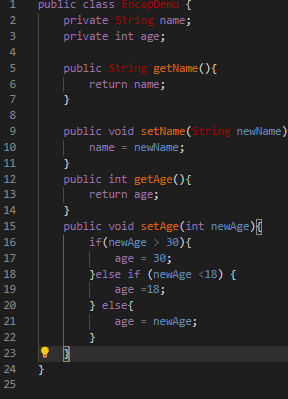 1 public class EncapDemo {
2 private String name;
3 private int age;
4
5 public String getName(){
6 return name;
7 }
8
9 public void setName(String newName)
10 name = newName;
11 }
12 public int getAge(){
13 return age;
14 }
15 public void setAge(int newAge){
16 if(newAge > 30){
17 age = 30;
18 }else if (newAge <18) {
19 age =18;
20 } else{
21 age = newAge;
22 }
23 }
24 }
25